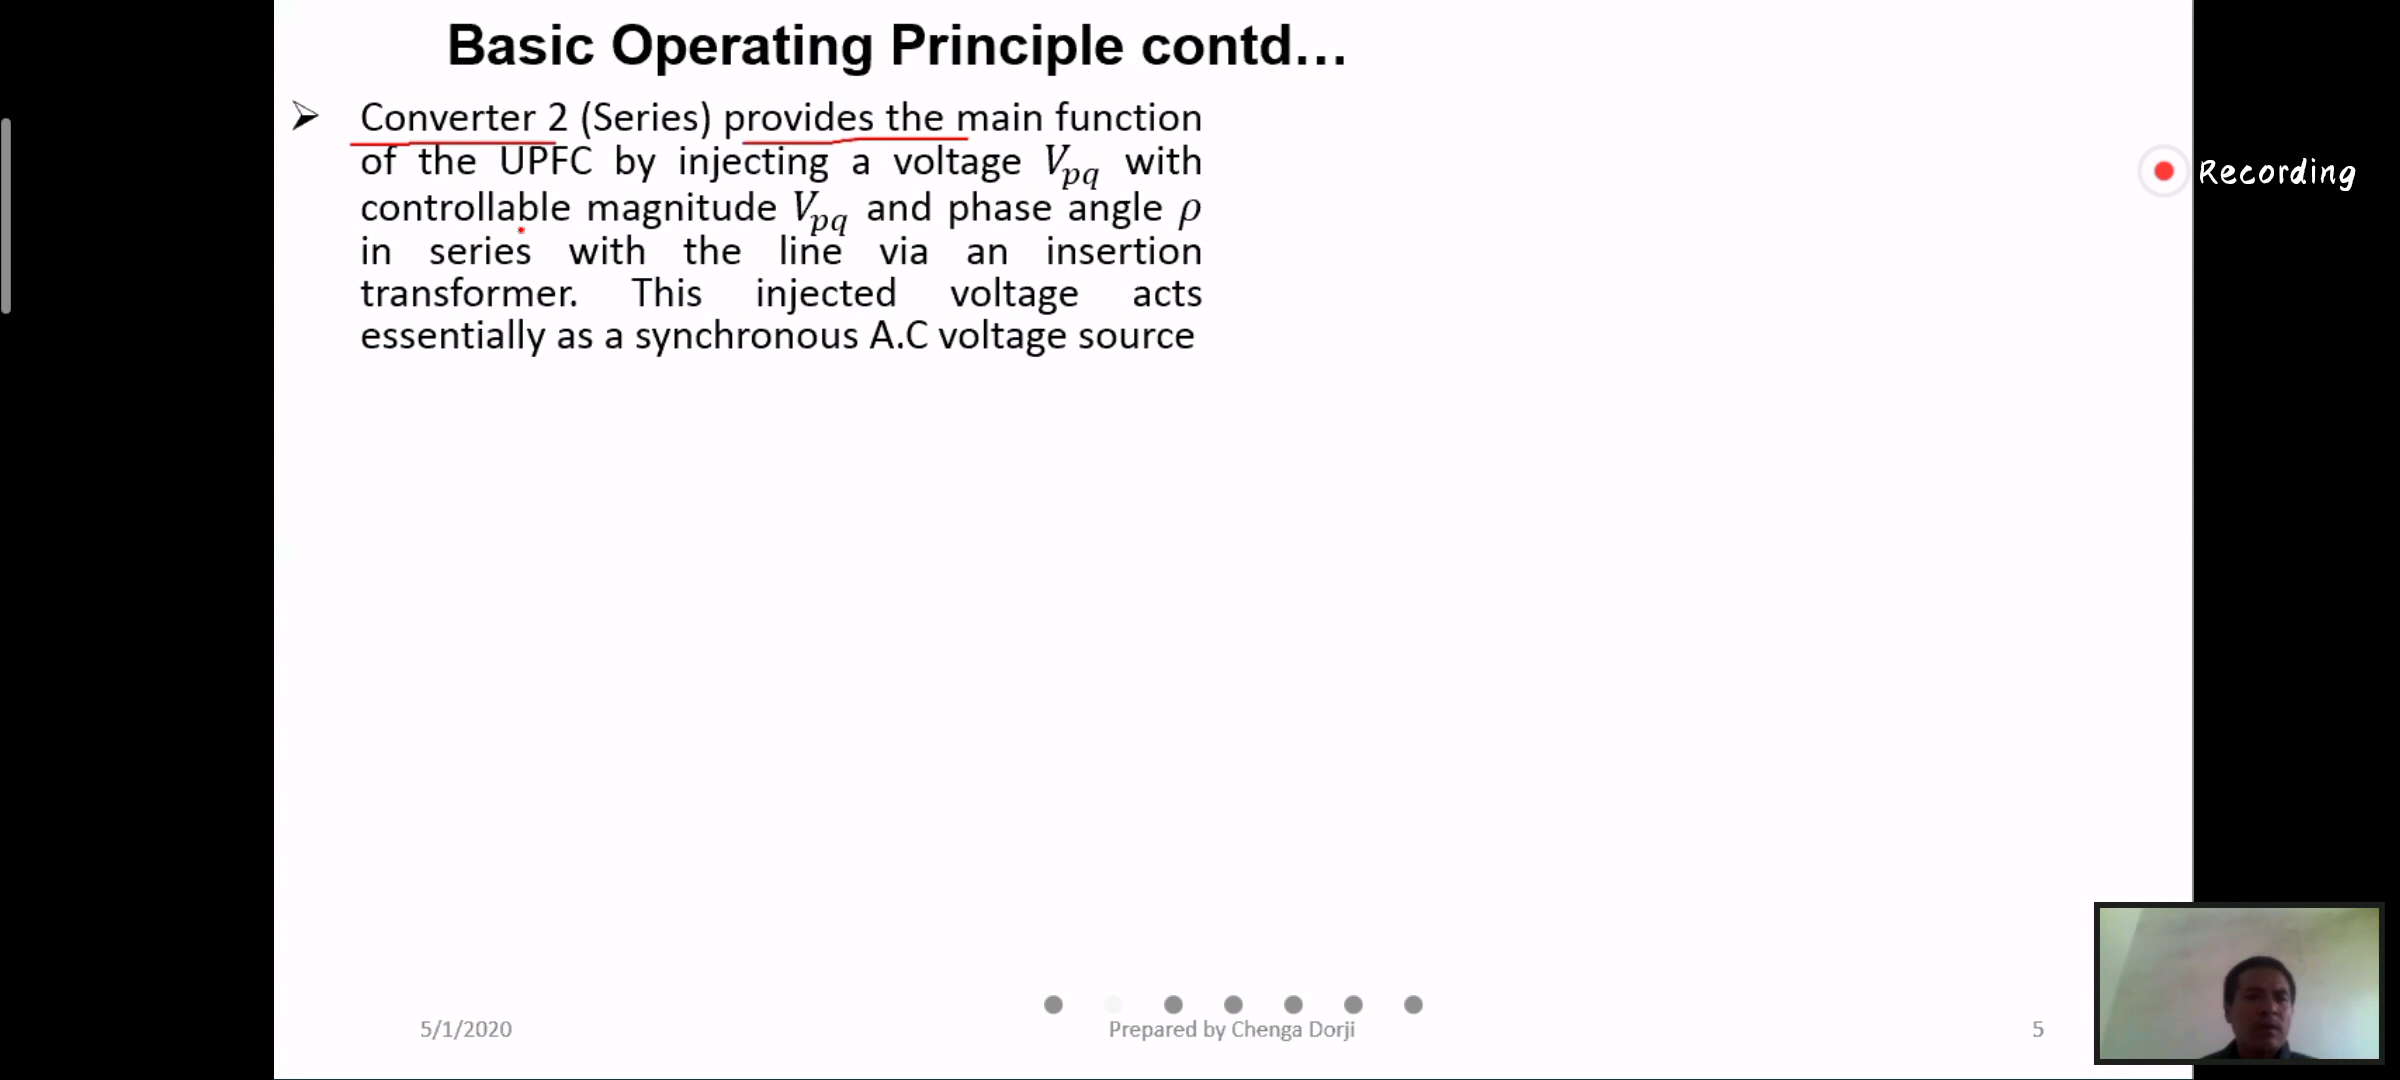 Basic Operating Principle contd...
➢ Converter 2 (Series) provides the main function
of the UPFC by injecting a voltage Vpq with
controllable magnitude Vpq and phase angle ρ
in series with the line via an insertion
transformer. This injected voltage acts
essentially as a synchronous A.C voltage source
Recording
5/1/2020
Prepared by Chenga Dorji
5